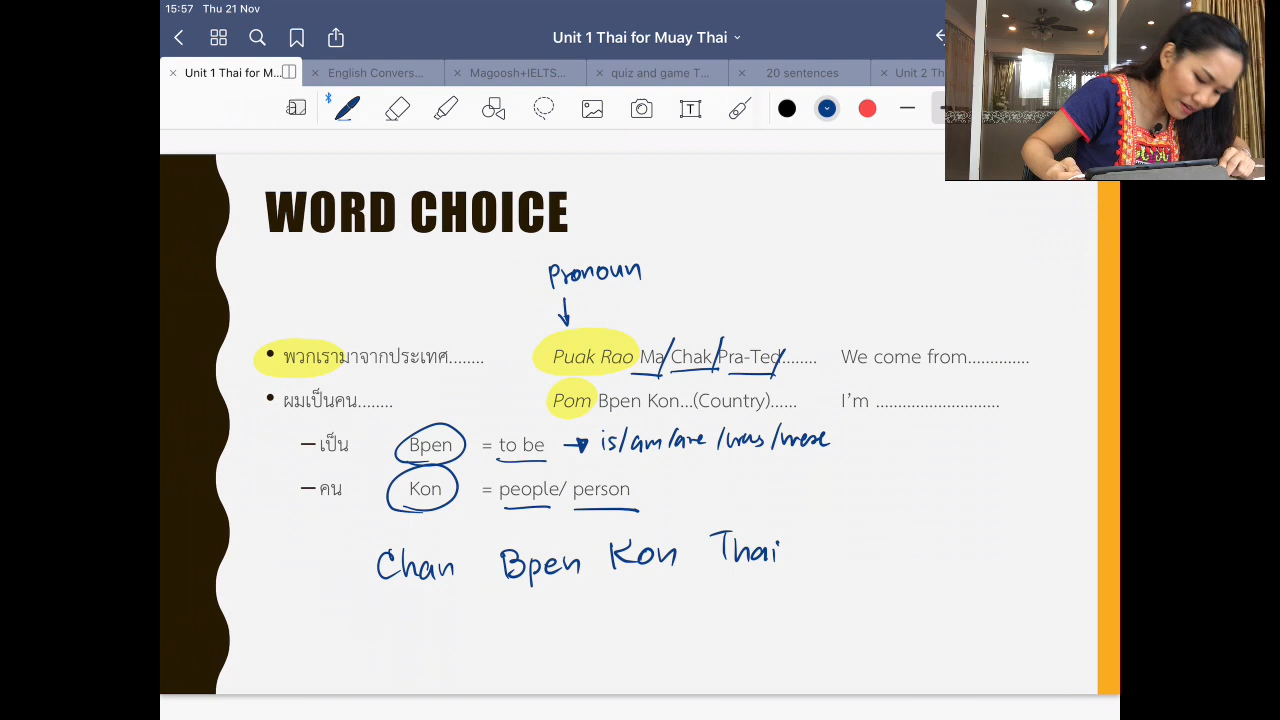 15:57 Thu 21 Nov
Unit 1 Thai for Muay Thai
Unit 1 Thai for M... English Convers... Magoosh+IELTS... quiz and game T... 20 sentences Unit 2 Th
WORD CHOICE
Pronoun
• พวกเรามาจากประเทศ........ Puak Rao Ma/Chak/Pra-Ted/........ We come from.............
• ผมเป็นคน........ Pom Bpen Kon...(Country)...... I'm ...........................
– เป็น Bpen = to be → is/am/are/was/were
– คน Kon = people/ person
Chan Bpen Kon Thai